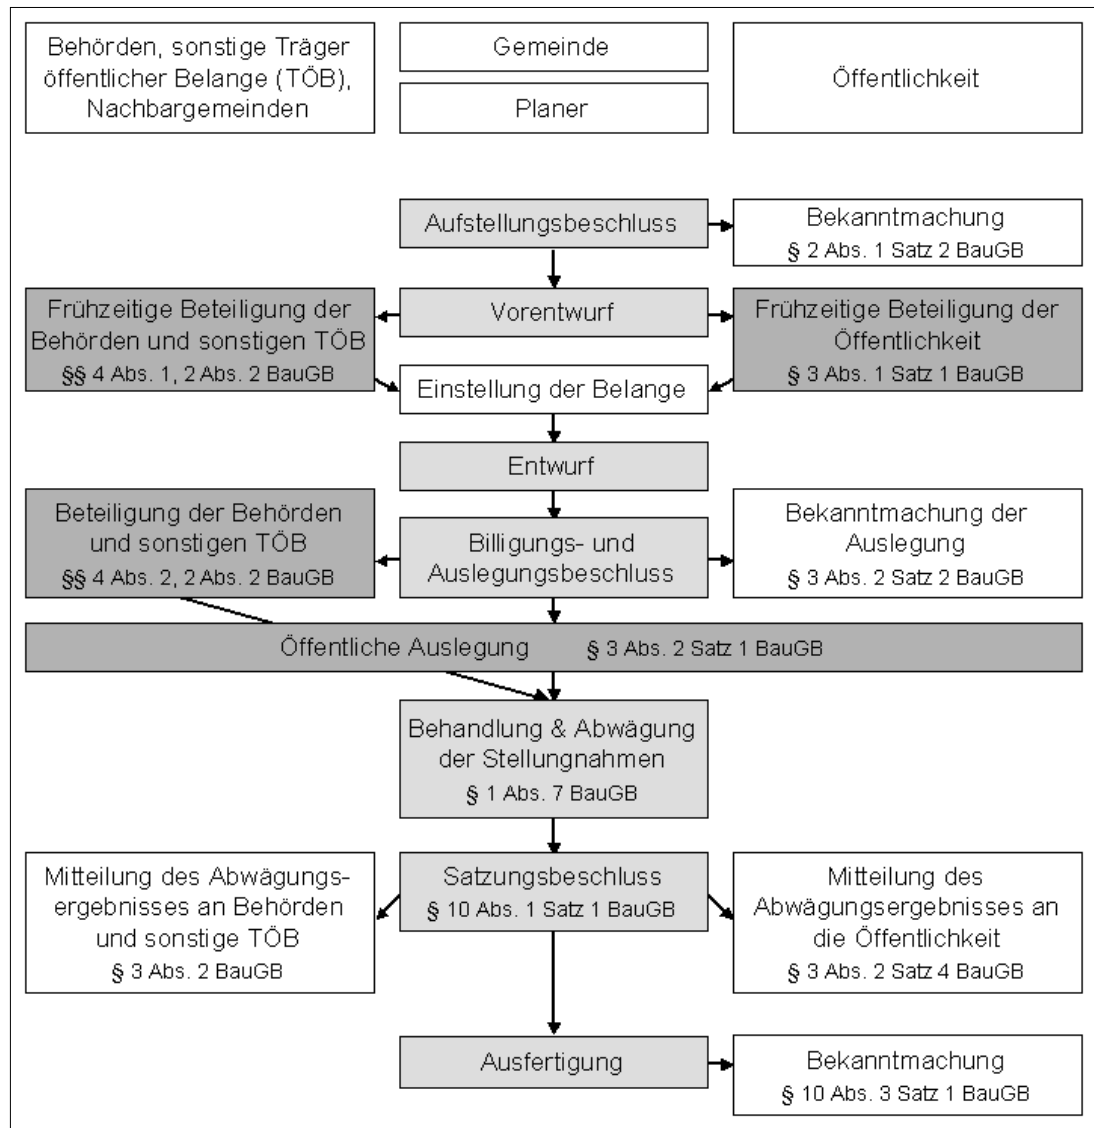 Behörden, sonstige Träger
öffentlicher Belange (TÖB),
Nachbargemeinden
Gemeinde
Planer
Öffentlichkeit
Aufstellungsbeschluss
Bekanntmachung
§ 2 Abs. 1 Satz 2 BauGB
Frühzeitige Beteiligung der
Behörden und sonstigen TÖB
§§ 4 Abs. 1, 2 Abs. 2 BauGB
Vorentwurf
Frühzeitige Beteiligung der
Öffentlichkeit
§ 3 Abs. 1 Satz 1 BauGB
Einstellung der Belange
Entwurf
Beteiligung der Behörden
und sonstigen TÖB
§§ 4 Abs. 2, 2 Abs. 2 BauGB
Billigungs- und
Auslegungsbeschluss
Bekanntmachung der
Auslegung
§ 3 Abs. 2 Satz 2 BauGB
Öffentliche Auslegung § 3 Abs. 2 Satz 1 BauGB
Behandlung & Abwägung
der Stellungnahmen
§ 1 Abs. 7 BauGB
Mitteilung des Abwägungs-
ergebnisses an Behörden
und sonstige TÖB
§ 3 Abs. 2 BauGB
Satzungsbeschluss
§ 10 Abs. 1 Satz 1 BauGB
Mitteilung des
Abwägungsergebnisses an
die Öffentlichkeit
§ 3 Abs. 2 Satz 4 BauGB
Ausfertigung
Bekanntmachung
§ 10 Abs. 3 Satz 1 BauGB